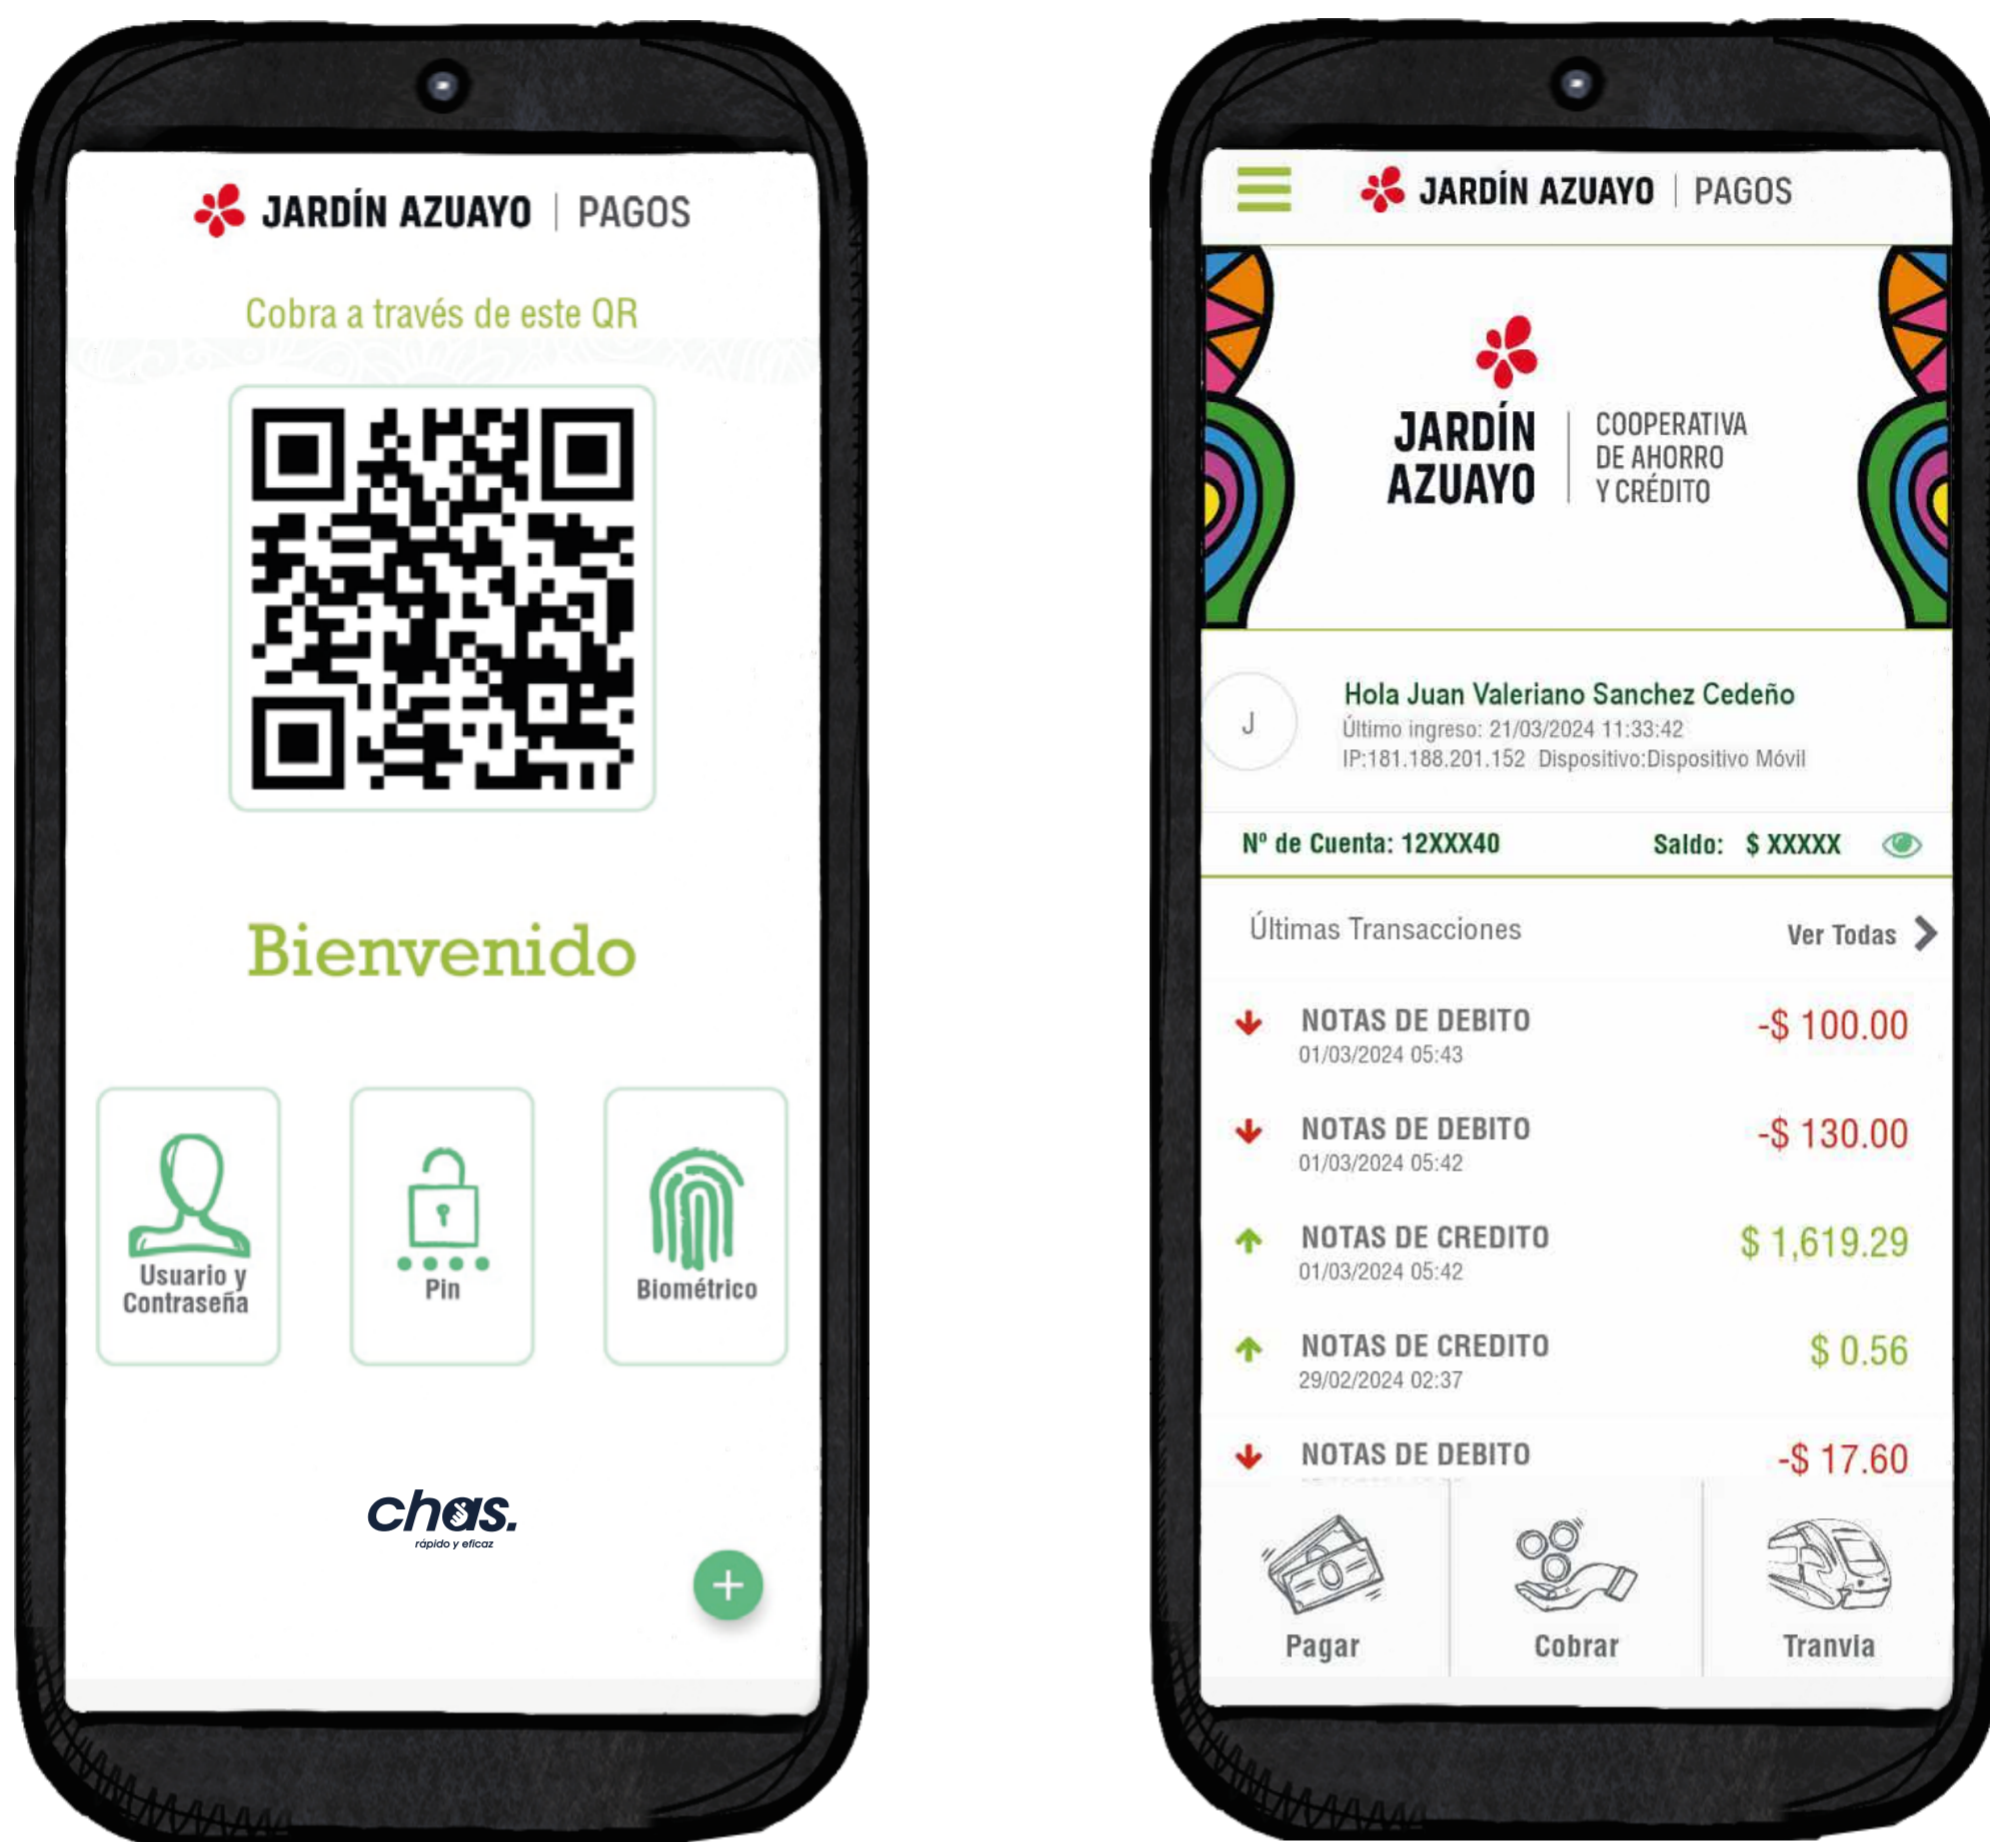 JARDÍN AZUAYO | PAGOS
Cobra a través de este QR
Bienvenido
Usuario y
Contraseña
Pin
Biométrico
chas.
rápido y eficaz
JARDÍN AZUAYO | PAGOS
JARDÍN
AZUAYO
COOPERATIVA
DE AHORRO
Y CRÉDITO
J
Hola Juan Valeriano Sanchez Cedeño
Último ingreso: 21/03/2024 11:33:42
IP:181.188.201.152 Dispositivo:Dispositivo Móvil
Nº de Cuenta: 12XXX40 Saldo: $ XXXXX
Últimas Transacciones Ver Todas
NOTAS DE DEBITO -$ 100.00
01/03/2024 05:43
NOTAS DE DEBITO -$ 130.00
01/03/2024 05:42
NOTAS DE CREDITO $ 1,619.29
01/03/2024 05:42
NOTAS DE CREDITO $ 0.56
29/02/2024 02:37
NOTAS DE DEBITO -$ 17.60
Pagar Cobrar Tranvia